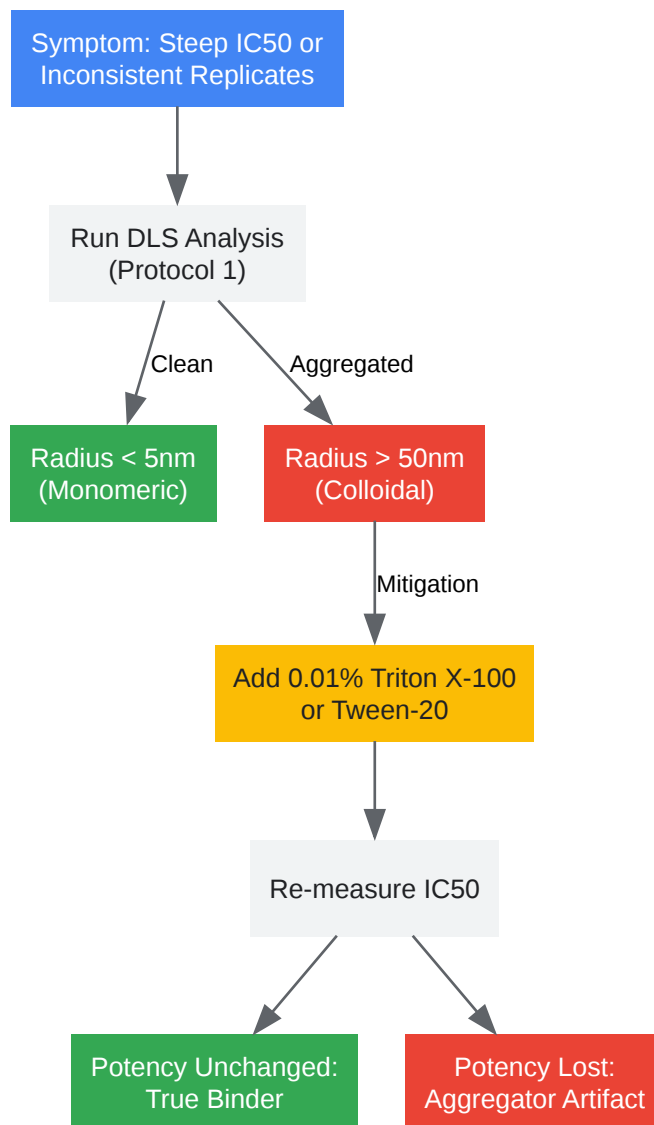 Symptom: Steep IC50 or
Inconsistent Replicates
Run DLS Analysis
(Protocol 1)
Clean
Aggregated
Radius < 5nm
(Monomeric)
Radius > 50nm
(Colloidal)
Mitigation
Add 0.01% Triton X-100
or Tween-20
Re-measure IC50
Potency Unchanged:
True Binder
Potency Lost:
Aggregator Artifact